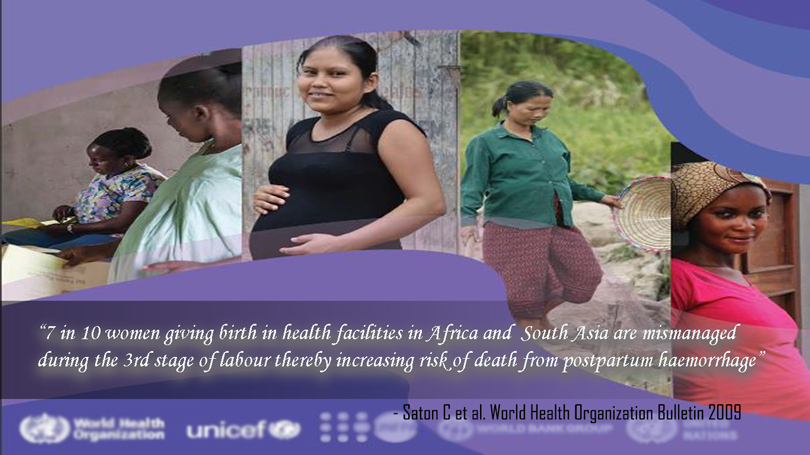 “7 in 10 women giving birth in health facilities in Africa and South Asia are mismanaged
during the 3rd stage of labour thereby increasing risk of death from postpartum haemorrhage”
- Saton C et al. World Health Organization Bulletin 2009
World Health
Organization
unicef
WORLD BANK GROUP
UNITED
NATIONS